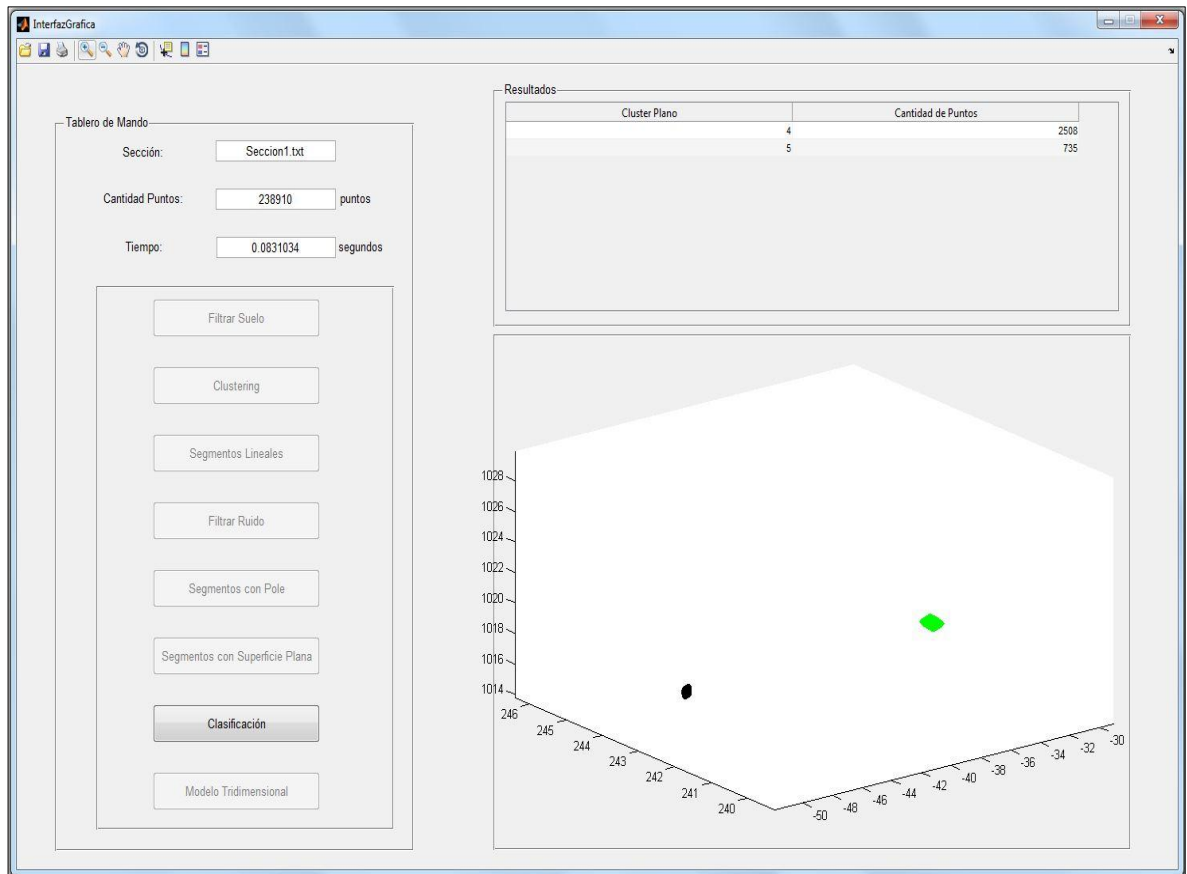 InterfazGrafica
Tablero de Mando
Sección: Seccion1.txt
Cantidad Puntos: 238910 puntos
Tiempo: 0.0831034 segundos
Filtrar Suelo
Clustering
Segmentos Lineales
Filtrar Ruido
Segmentos con Pole
Segmentos con Superficie Plana
Clasificación
Modelo Tridimensional
Resultados
Cluster Plano Cantidad de Puntos
4 2508
5 735
1028
1026
1024
1022
1020
1018
1016
1014
246
245
244
243
242
241
240
-50
-48
-46
-44
-42
-40
-38
-36
-34
-32
-30